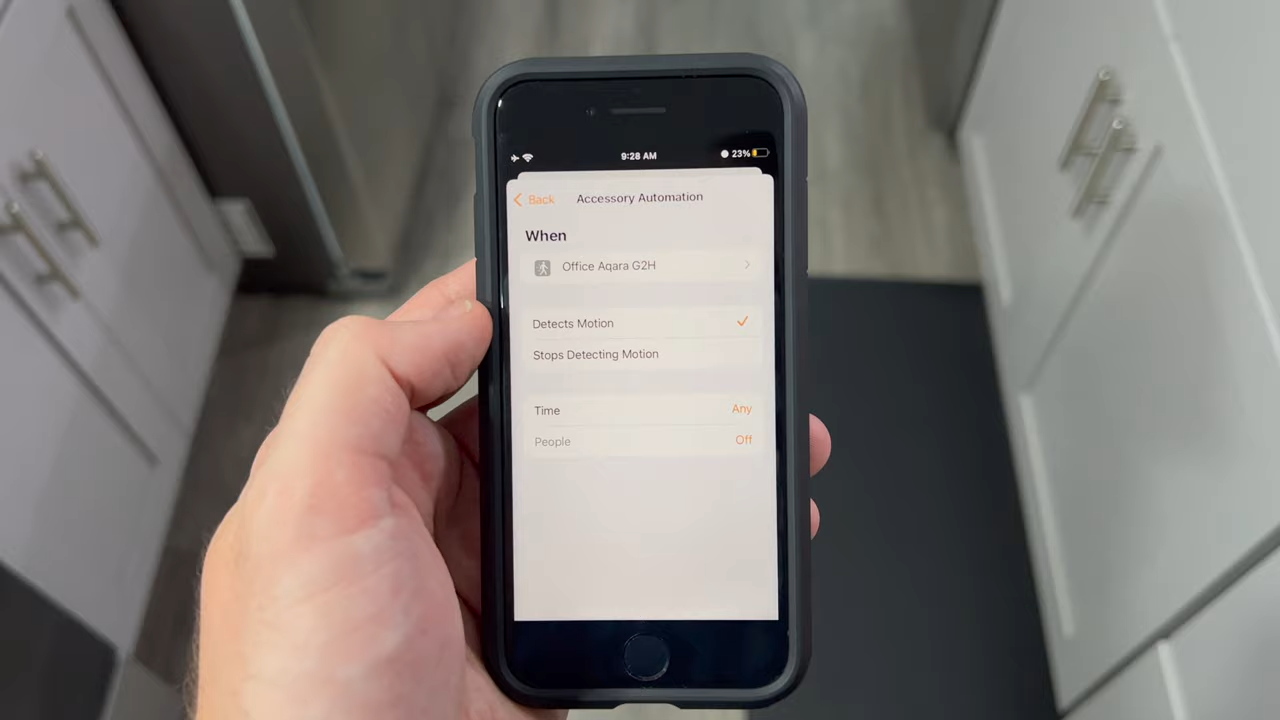 9:28 AM
23%
Back
Accessory Automation
When
Office Aqara G2H
Detects Motion
Stops Detecting Motion
Time
Any
People
Off